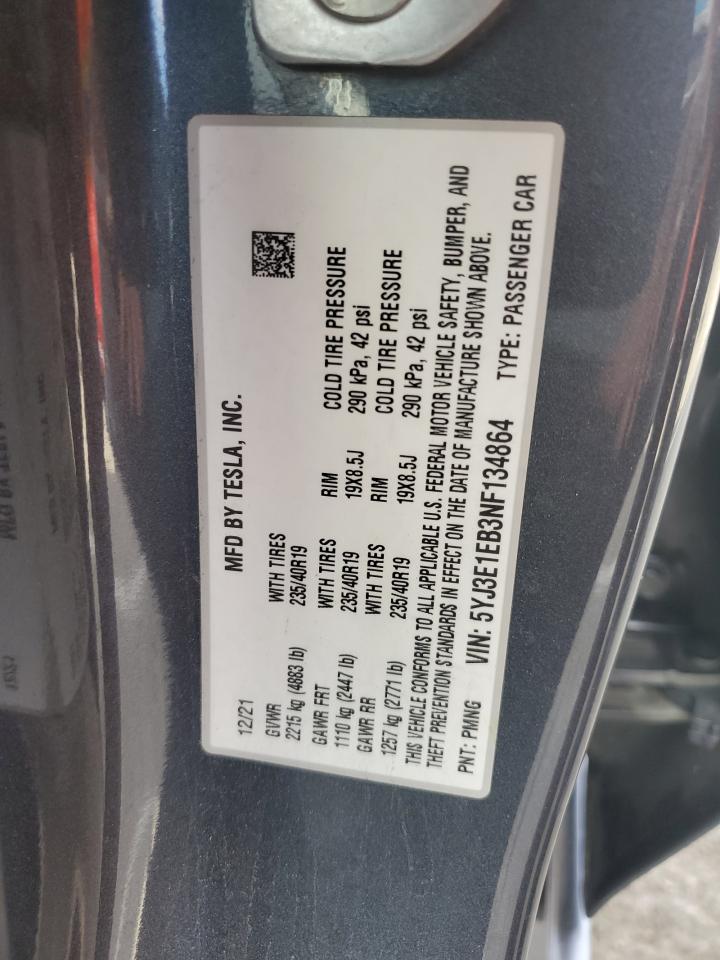 MFD BY TESLA, INC.
12/21
GVWR WITH TIRES
2215 kg (4883 lb) 235/40R19
GAWR FRT WITH TIRES RIM COLD TIRE PRESSURE
1110 kg (2447 lb) 235/40R19 19X8.5J 290 kPa, 42 psi
GAWR RR WITH TIRES RIM COLD TIRE PRESSURE
1257 kg (2771 lb) 235/40R19 19X8.5J 290 kPa, 42 psi
THIS VEHICLE CONFORMS TO ALL APPLICABLE U.S. FEDERAL MOTOR VEHICLE SAFETY, BUMPER, AND
THEFT PREVENTION STANDARDS IN EFFECT ON THE DATE OF MANUFACTURE SHOWN ABOVE.
PNT: PMNG VIN: 5YJ3E1EB3NF134864 TYPE: PASSENGER CAR